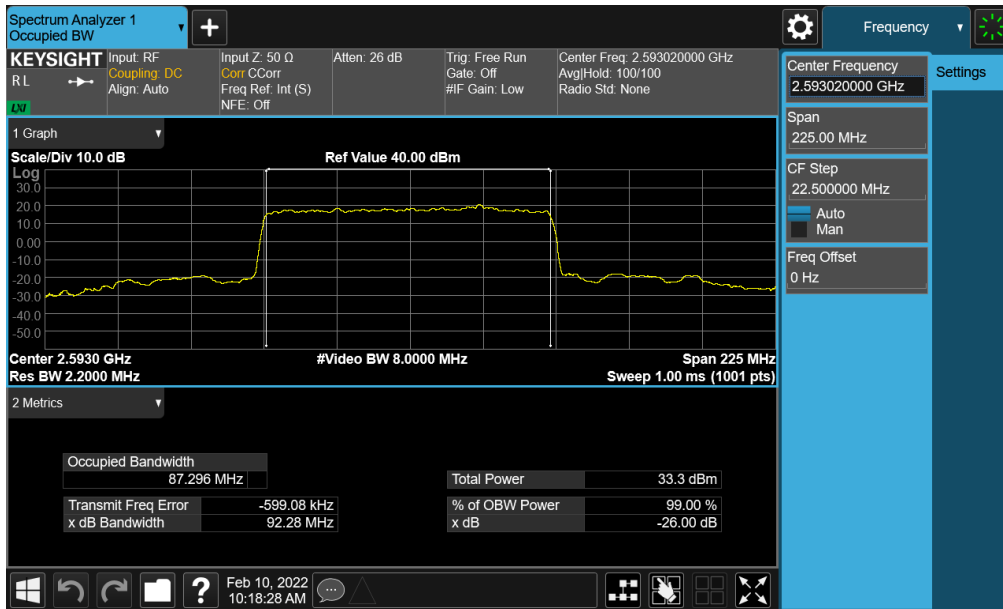 Spectrum Analyzer 1
Occupied BW
Frequency
KEYSIGHT
R L
LXI
Input: RF
Coupling: DC
Align: Auto
Input Z: 50 Ω
Corr CCorr
Freq Ref: Int (S)
NFE: Off
Atten: 26 dB
Trig: Free Run
Gate: Off
#IF Gain: Low
Center Freq: 2.593020000 GHz
Avg|Hold: 100/100
Radio Std: None
Center Frequency
2.593020000 GHz
Settings
Span
225.00 MHz
CF Step
22.500000 MHz
Auto
Man
Freq Offset
0 Hz
1 Graph
Scale/Div 10.0 dB
Ref Value 40.00 dBm
Log
30.0
20.0
10.0
0.00
-10.0
-20.0
-30.0
-40.0
-50.0
Center 2.5930 GHz
#Video BW 8.0000 MHz
Span 225 MHz
Res BW 2.2000 MHz
Sweep 1.00 ms (1001 pts)
2 Metrics
Occupied Bandwidth
87.296 MHz
Total Power 33.3 dBm
Transmit Freq Error -599.08 kHz
% of OBW Power 99.00 %
x dB Bandwidth 92.28 MHz
x dB -26.00 dB
Feb 10, 2022
10:18:28 AM